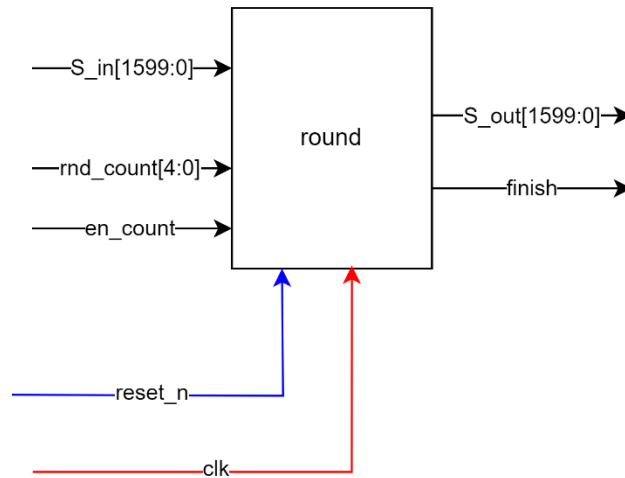 S_in[1599:0]
round
S_out[1599:0]
rnd_count[4:0]
finish
en_count
reset_n
clk